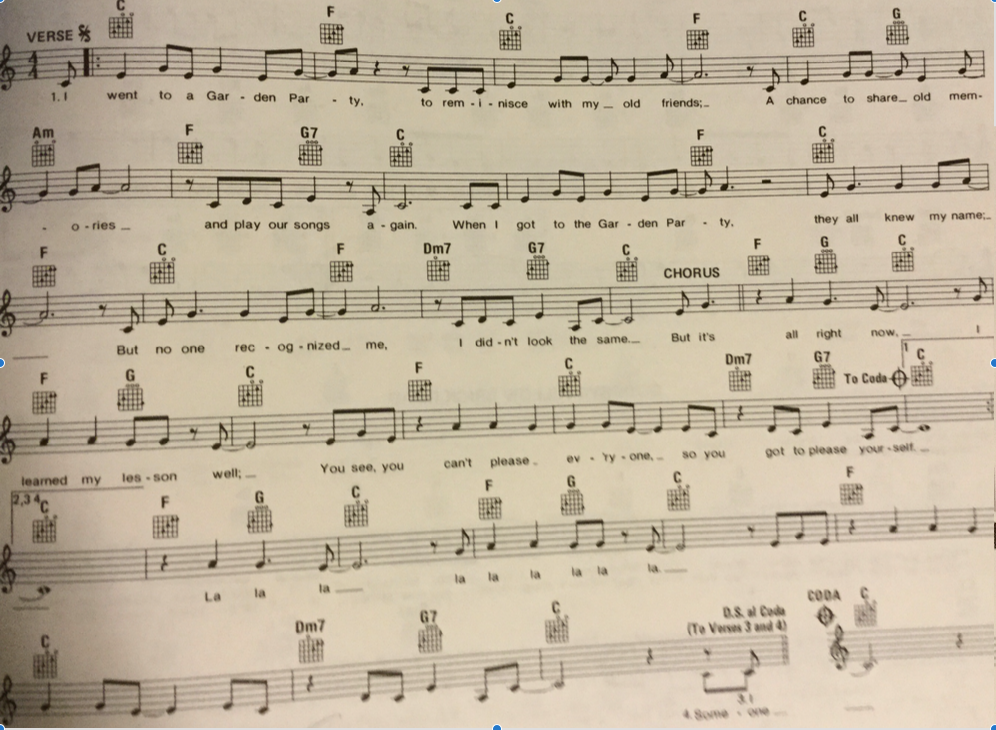 C F C F C G
VERSE
4 4
1. I went to a Gar - den Par - ty, to rem - i - nisce with my old friends; A chance to share old mem-
Am F G7 C F C
- o - ries and play our songs a - gain. When I got to the Gar - den Par - ty, they all knew my name;
F C F Dm7 G7 C CHORUS F G C
But no one rec - og - nized me, I did - n't look the same. But it's all right now. I
F G C F C Dm7 G7 To Coda 1 C
learned my les - son well; You see, you can't please ev - 'ry - one, so you got to please your - self.
2,3 4 C F G C F G C F
La la la la la la la la la
C Dm7 G7 C D.S. al Coda (To Verses 3 and 4) CODA C
3. I
4. Some - one